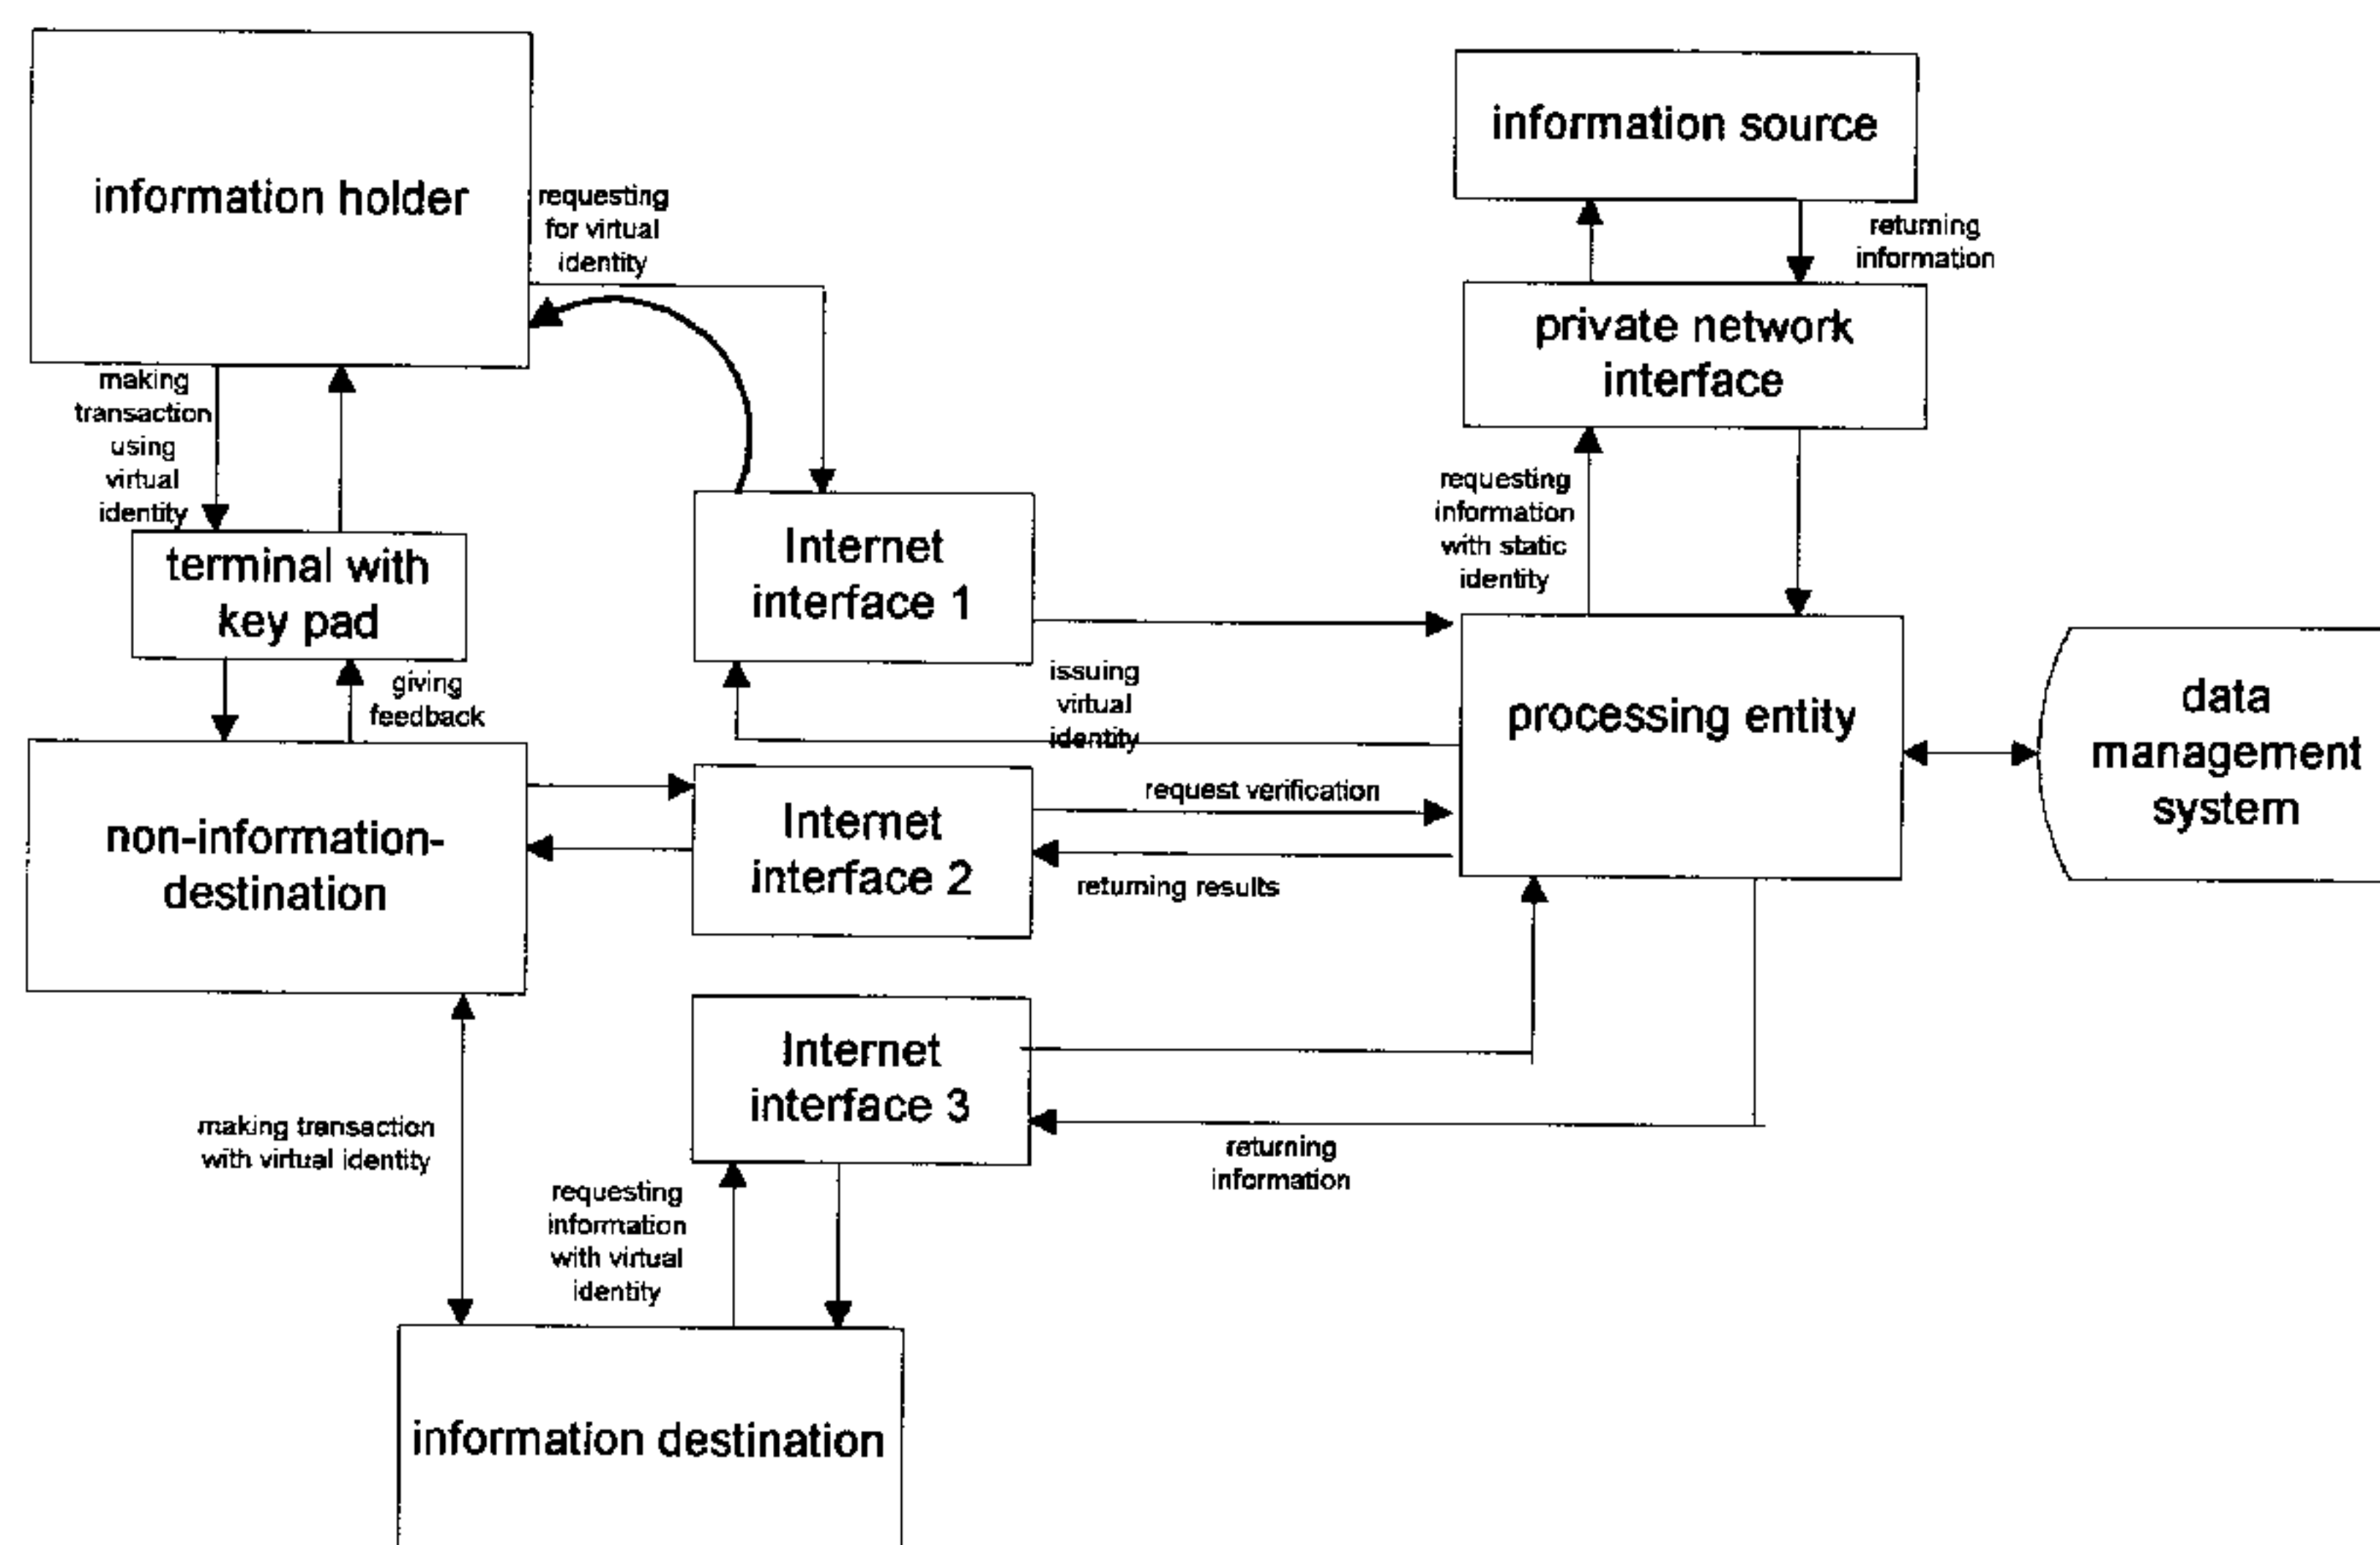 information holder
requesting
for virtual
identity
information source
returning
information
private network
interface
making
transaction
using
virtual
identity
terminal with
key pad
giving
feedback
Internet
interface 1
requesting
information
with static
identity
issuing
virtual
identity
processing entity
data
management
system
non-information-
destination
Internet
interface 2
request verification
returning results
Internet
interface 3
making transaction
with virtual identity
returning
information
requesting
information
with virtual
identity
information destination